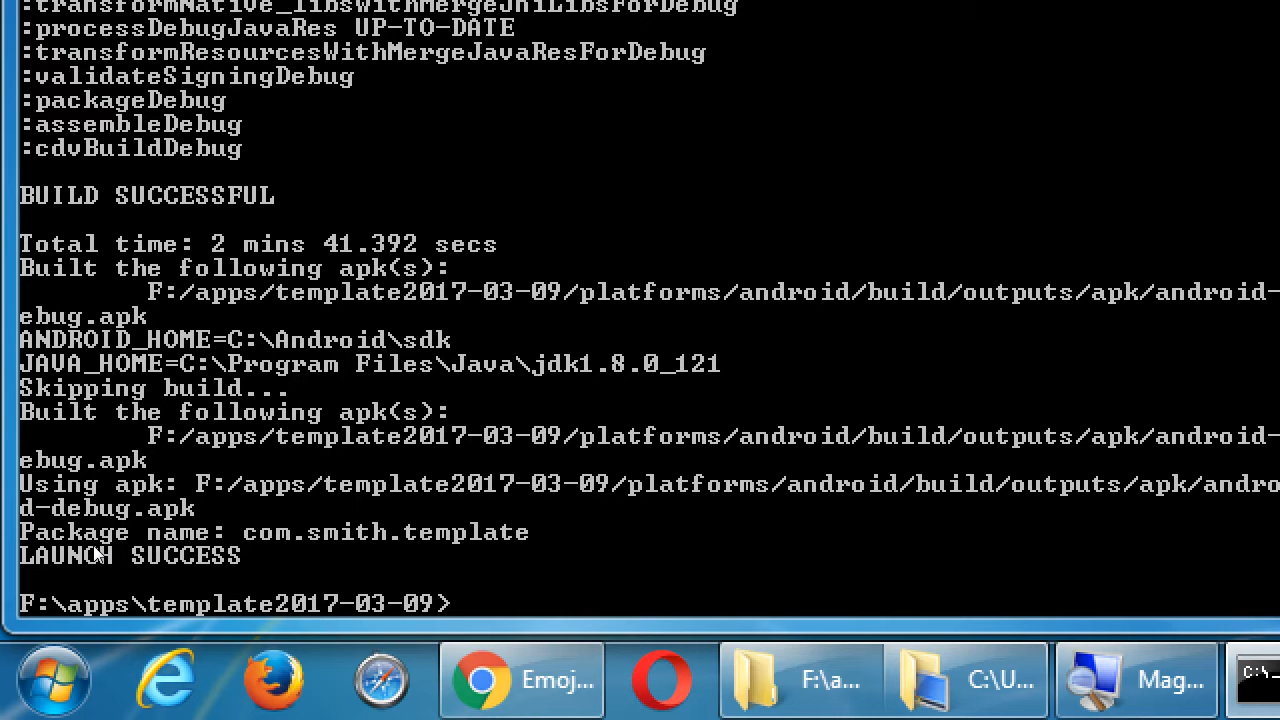 :transformNative_libsWithMergeJniLibsForDebug
:processDebugJavaRes UP-TO-DATE
:transformResourcesWithMergeJavaResForDebug
:validateSigningDebug
:packageDebug
:assembleDebug
:cdvBuildDebug
BUILD SUCCESSFUL
Total time: 2 mins 41.392 secs
Built the following apk(s):
F:/apps/template2017-03-09/platforms/android/build/outputs/apk/android-
ebug.apk
ANDROID_HOME=C:\Android\sdk
JAVA_HOME=C:\Program Files\Java\jdk1.8.0_121
Skipping build...
Built the following apk(s):
F:/apps/template2017-03-09/platforms/android/build/outputs/apk/android-
ebug.apk
Using apk: F:/apps/template2017-03-09/platforms/android/build/outputs/apk/andro
d-debug.apk
Package name: com.smith.template
LAUNCH SUCCESS
F:\apps\template2017-03-09>
Emoj... F:\a... C:\U... Mag... C:\_